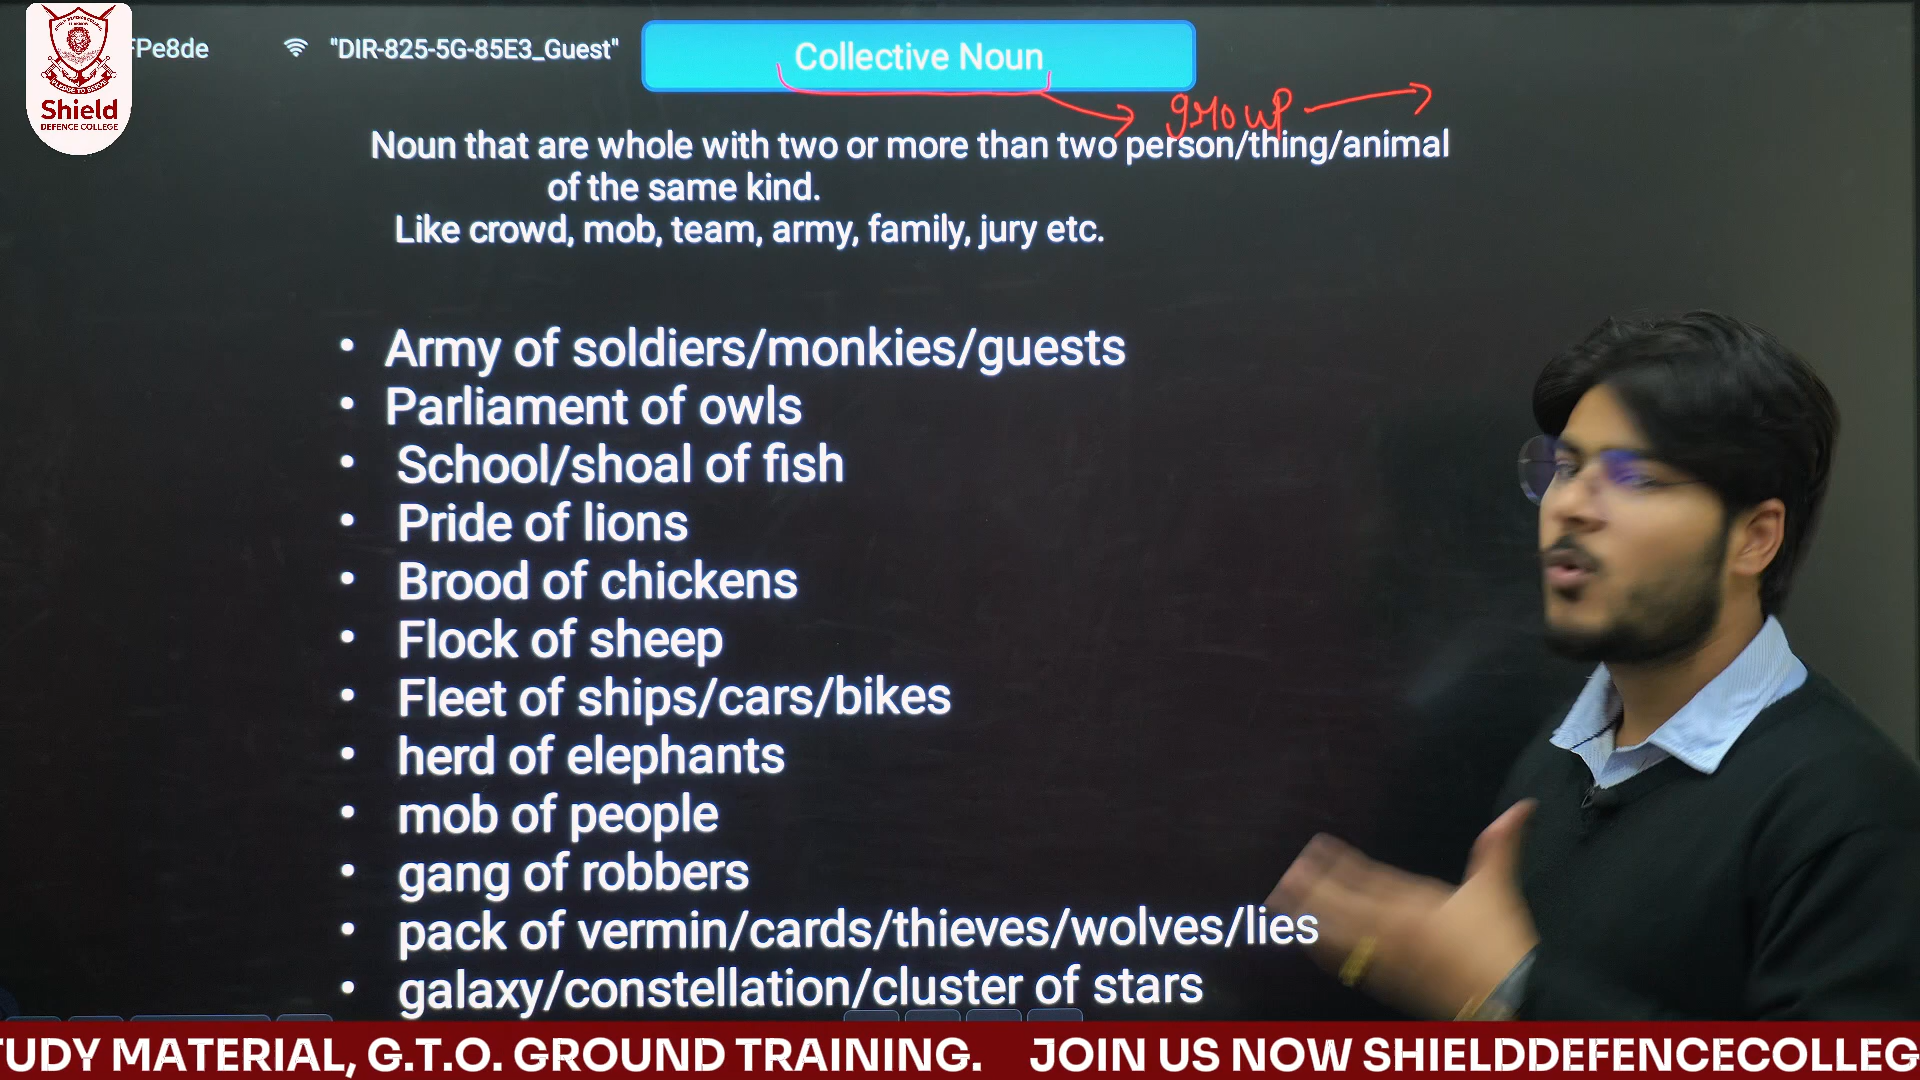 FPe8de "DIR-825-5G-85E3_Guest"
Collective Noun
group
Noun that are whole with two or more than two person/thing/animal
of the same kind.
Like crowd, mob, team, army, family, jury etc.
• Army of soldiers/monkies/guests
• Parliament of owls
• School/shoal of fish
• Pride of lions
• Brood of chickens
• Flock of sheep
• Fleet of ships/cars/bikes
• herd of elephants
• mob of people
• gang of robbers
• pack of vermin/cards/thieves/wolves/lies
• galaxy/constellation/cluster of stars
Shield
DEFENCE COLLEGE
TUDY MATERIAL, G.T.O. GROUND TRAINING. JOIN US NOW SHIELDDEFENCECOLLEG